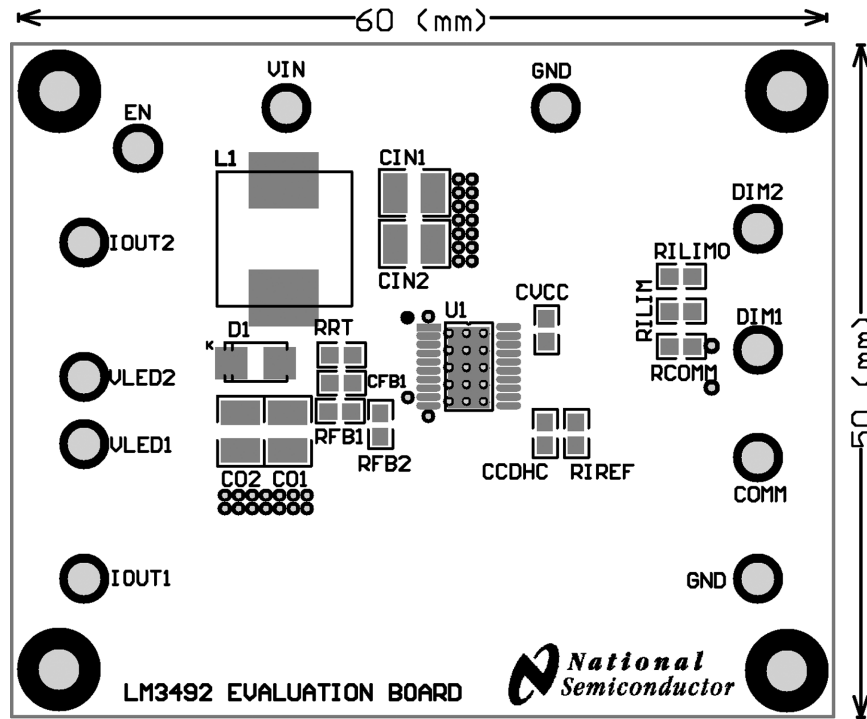 60 (mm)
VIN
GND
EN
L1
CIN1
DIM2
IOUT2
RILIM0
CIN2
CVCC
RILIM
U1
DIM1
D1
RRT
K
50 (mm)
RCOMM
VLED2
CFB1
RFB1
VLED1
RFB2
CO2
CO1
CCDHC
RIREF
COMM
IOUT1
GND
National
Semiconductor
LM3492 EVALUATION BOARD